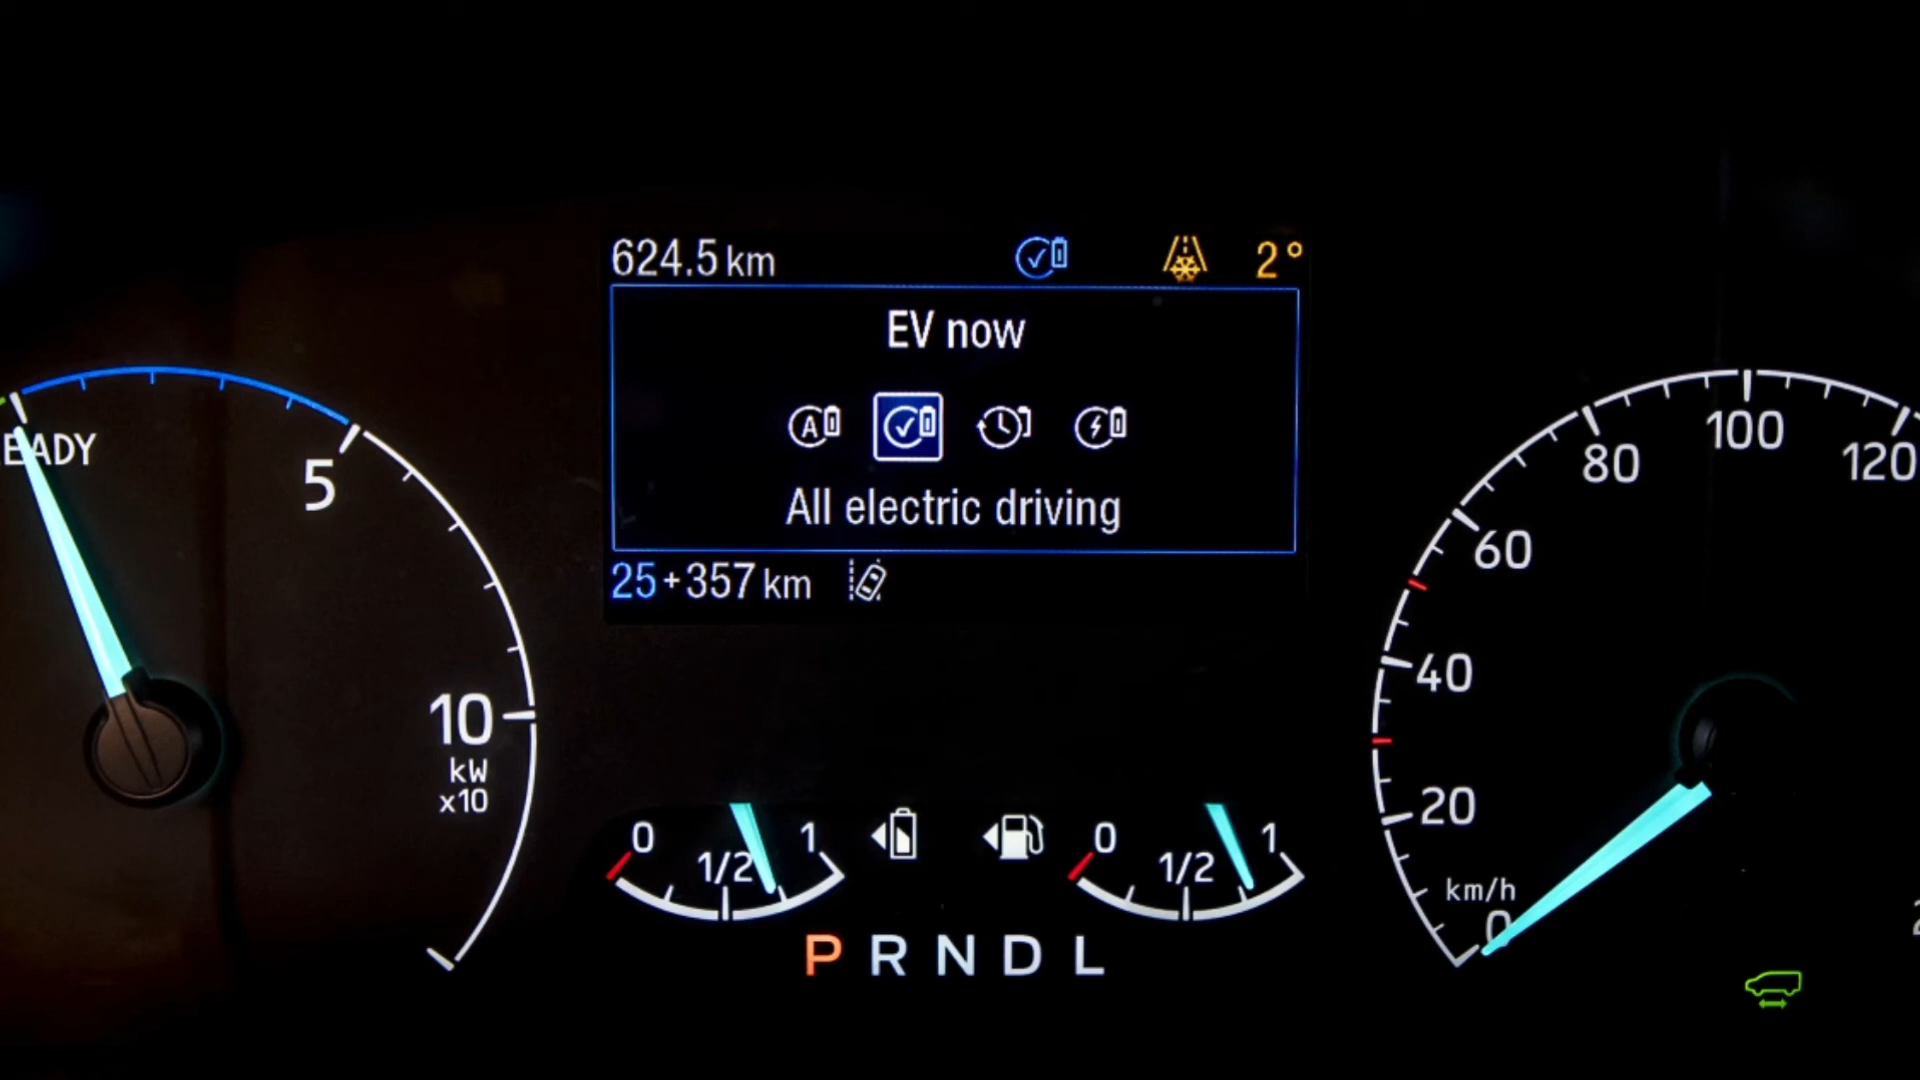 624.5 km 2°
EV now
A
All electric driving
25+357 km
EADY
5
10
kW
x10
0 1/2 1
0 1/2 1
P R N D L
120
100
80
60
40
20
km/h
0